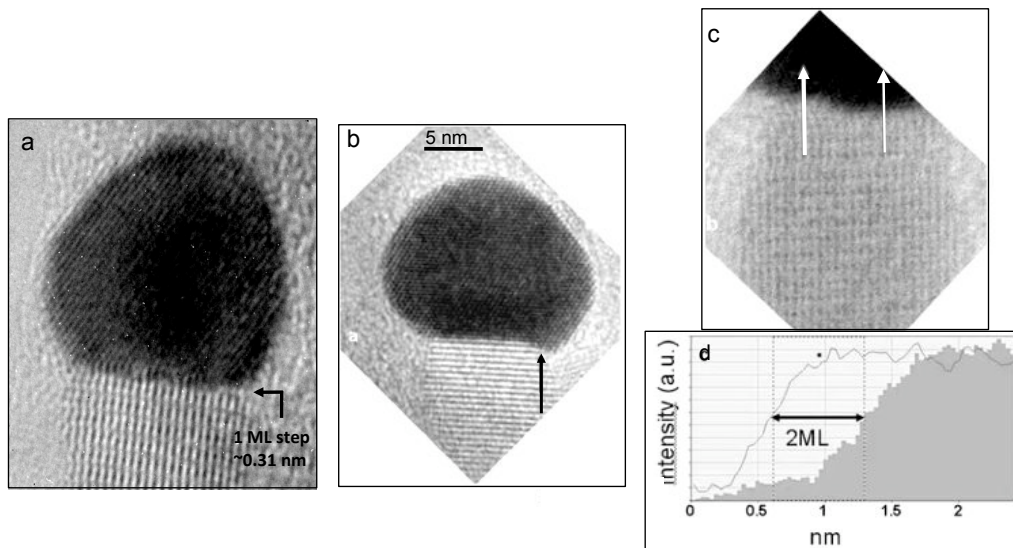 a
1 ML step
~0.31 nm
b
5 nm
a
c
b
d
Intensity (a.u.)
2ML
0
0.5
1
1.5
2
nm